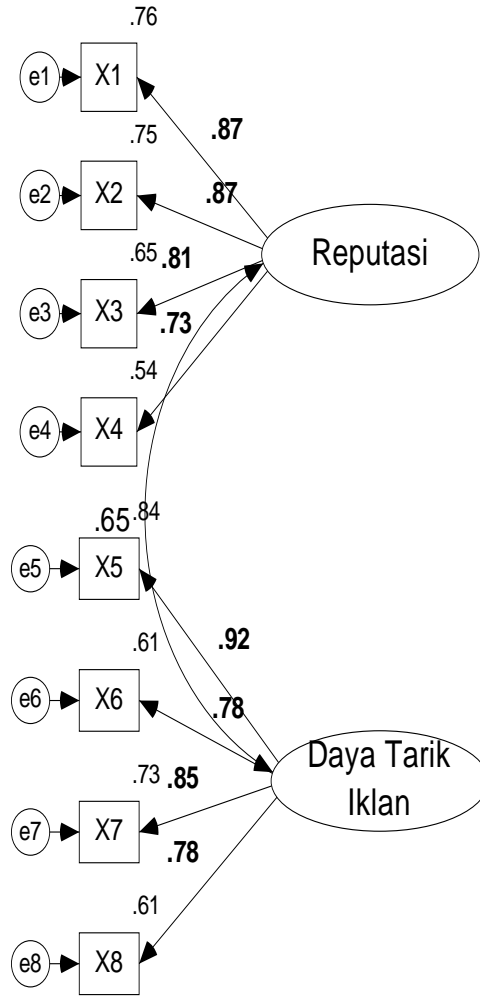 .76
e1 X1
.87
.75
e2 X2
.87
Reputasi
.65 .81
e3 X3
.73
.54
e4 X4
.65 .84
e5 X5
.92
.61
e6 X6
.78
Daya Tarik
Iklan
.73 .85
e7 X7
.78
.61
e8 X8